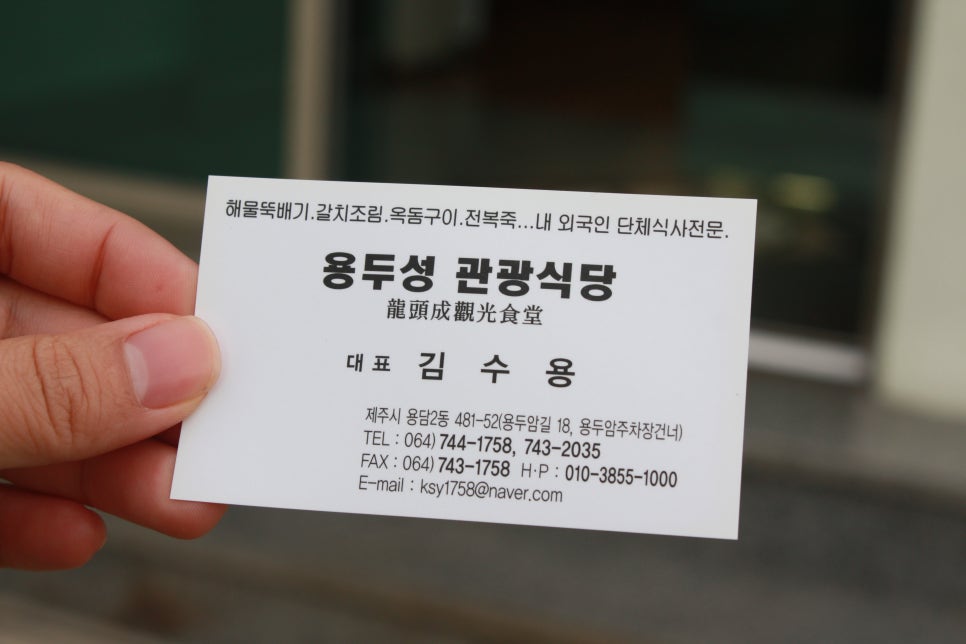 해물뚝배기.갈치조림.옥돔구이.전복죽...내 외국인 단체식사전문.
용두성 관광식당
龍頭成觀光食堂
대표 김수용
제주시 용담2동 481-52(용두암길 18, 용두암주차장건너)
TEL : 064) 744-1758, 743-2035
FAX : 064) 743-1758 H·P : 010-3855-1000
E-mail : ksy1758@naver.com